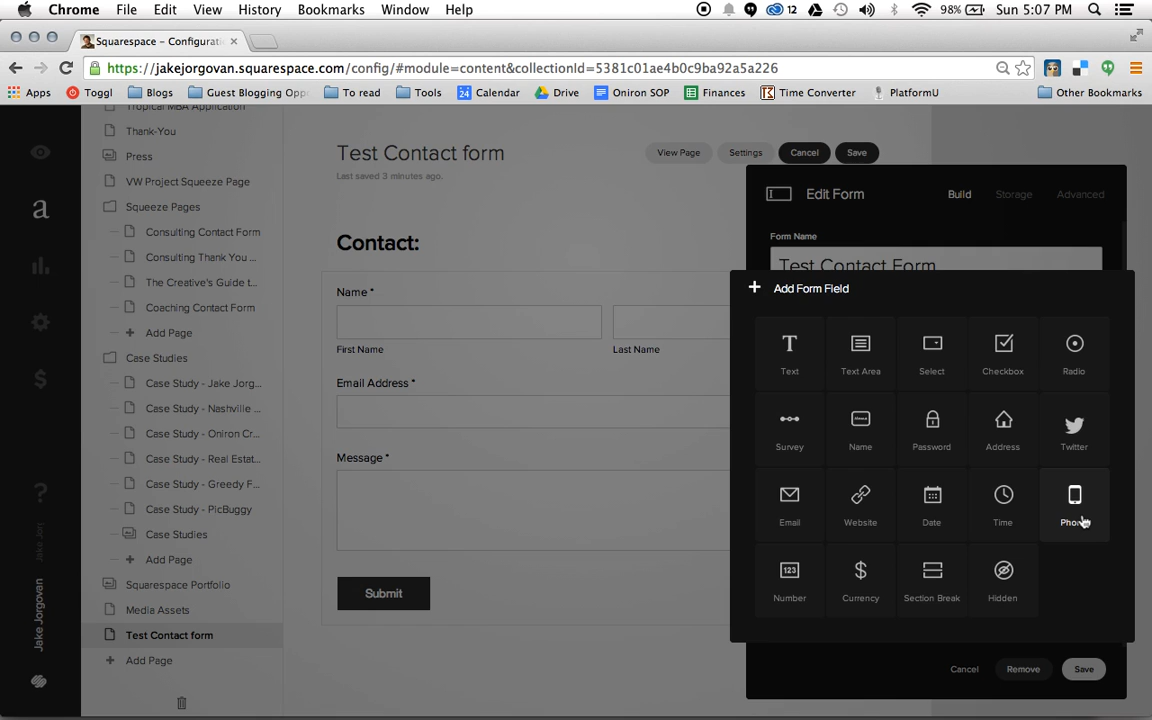 Chrome File Edit View History Bookmarks Window Help 12 98% Sun 5:07 PM
Squarespace – Configurati
https://jakejorgovan.squarespace.com/config/#module=content&collectionId=5381c01ae4b0c9ba92a5a226
Apps Toggl Blogs Guest Blogging Oppo To read Tools 24 Calendar Drive Oniron SOP Finances Time Converter PlatformU Other Bookmarks
Tropical MBA Application
Thank-You
Press
VW Project Squeeze Page
Squeeze Pages
Consulting Contact Form
Consulting Thank You ...
The Creative's Guide t...
Coaching Contact Form
Add Page
Case Studies
Case Study - Jake Jorg...
Case Study - Nashville ...
Case Study - Oniron Cr...
Case Study - Real Estat...
Case Study - Greedy F...
Case Study - PicBuggy
Case Studies
Add Page
Squarespace Portfolio
Media Assets
Test Contact form
Add Page
a
$
?
Jake Jorgovan
Jake Jorj
Test Contact form
Last saved 3 minutes ago.
View Page Settings Cancel Save
Contact:
Name *
First Name Last Name
Email Address *
Message *
Submit
Edit Form Build Storage Advanced
Form Name
Test Contact Form
+ Add Form Field
Text Text Area Select Checkbox Radio
Survey Name Password Address Twitter
Email Website Date Time Phone
123
Number Currency Section Break Hidden
Cancel Remove Save